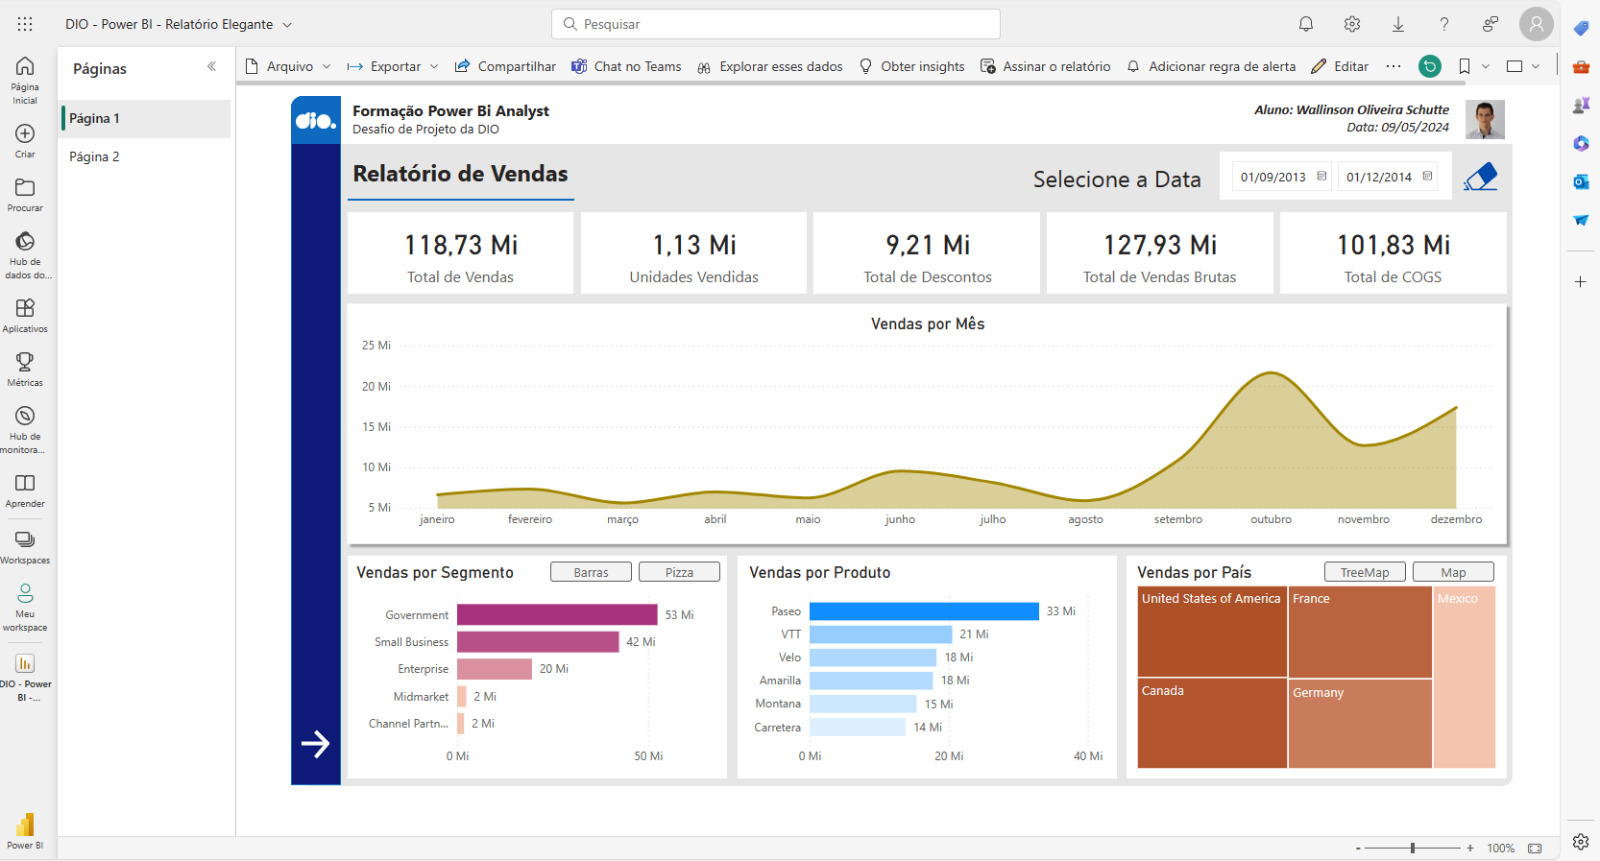 DIO - Power BI - Relatório Elegante
Pesquisar
Página
Inicial
Criar
Procurar
Hub de
dados do...
Aplicativos
Métricas
Hub de
monitora...
Aprender
Workspaces
Meu
workspace
DIO - Power
BI -...
Power BI
Páginas
Página 1
Página 2
Arquivo
Exportar
Compartilhar
Chat no Teams
Explorar esses dados
Obter insights
Assinar o relatório
Adicionar regra de alerta
Editar
dio.
Formação Power Bi Analyst
Desafio de Projeto da DIO
Aluno: Wallinson Oliveira Schutte
Data: 09/05/2024
Relatório de Vendas
Selecione a Data
01/09/2013
01/12/2014
118,73 Mi
Total de Vendas
1,13 Mi
Unidades Vendidas
9,21 Mi
Total de Descontos
127,93 Mi
Total de Vendas Brutas
101,83 Mi
Total de COGS
Vendas por Mês
25 Mi
20 Mi
15 Mi
10 Mi
5 Mi
janeiro fevereiro março abril maio junho julho agosto setembro outubro novembro dezembro
Vendas por Segmento
Barras
Pizza
Government 53 Mi
Small Business 42 Mi
Enterprise 20 Mi
Midmarket 2 Mi
Channel Partn... 2 Mi
0 Mi 50 Mi
Vendas por Produto
Paseo 33 Mi
VTT 21 Mi
Velo 18 Mi
Amarilla 18 Mi
Montana 15 Mi
Carretera 14 Mi
0 Mi 20 Mi 40 Mi
Vendas por País
TreeMap
Map
United States of America
France
Mexico
Canada
Germany
- + 100%